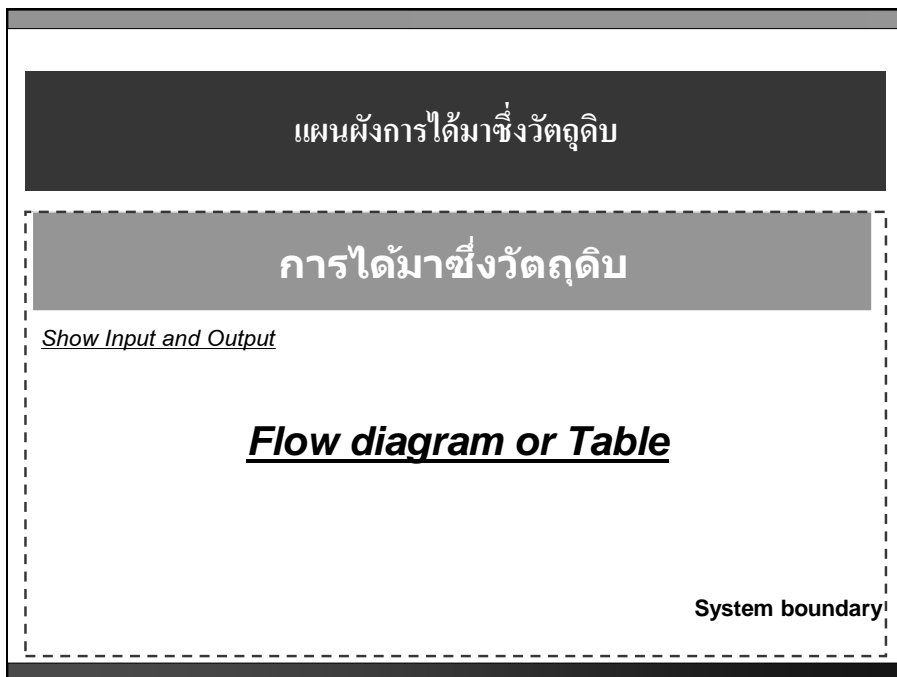 แผนผังการได้มาซึ่งวัตถุดิบ
การได้มาซึ่งวัตถุดิบ
Show Input and Output
Flow diagram or Table
System boundary